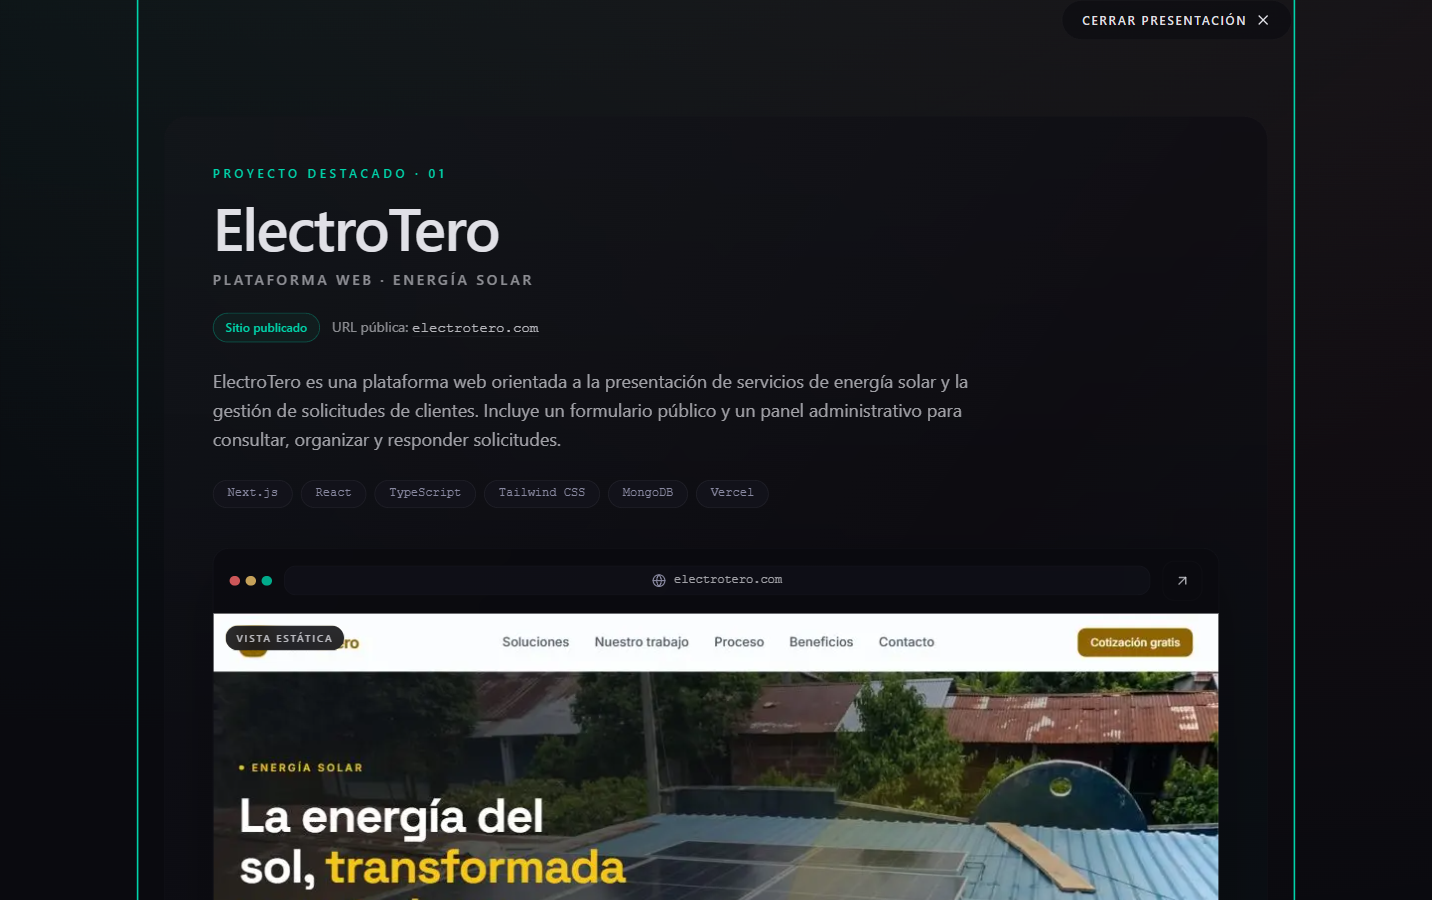 CERRAR PRESENTACIÓN
PROYECTO DESTACADO · 01
ElectroTero
PLATAFORMA WEB · ENERGÍA SOLAR
Sitio publicado URL pública: electrotero.com
ElectroTero es una plataforma web orientada a la presentación de servicios de energía solar y la
gestión de solicitudes de clientes. Incluye un formulario público y un panel administrativo para
consultar, organizar y responder solicitudes.
Next.js React TypeScript Tailwind CSS MongoDB Vercel
electrotero.com
VISTA ESTÁTICA Soluciones Nuestro trabajo Proceso Beneficios Contacto Cotización gratis
ENERGÍA SOLAR
La energía del
sol, transformada